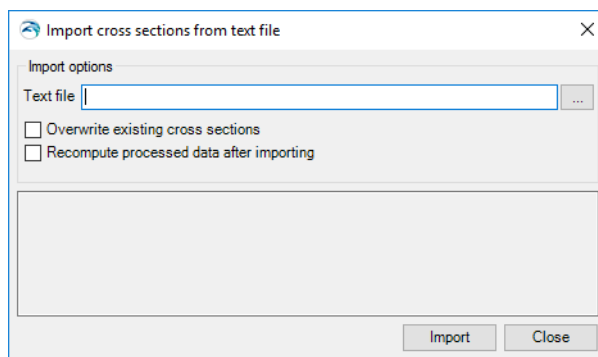 Import cross sections from text file
Import options
Text file
...
Overwrite existing cross sections
Recompute processed data after importing
Import Close